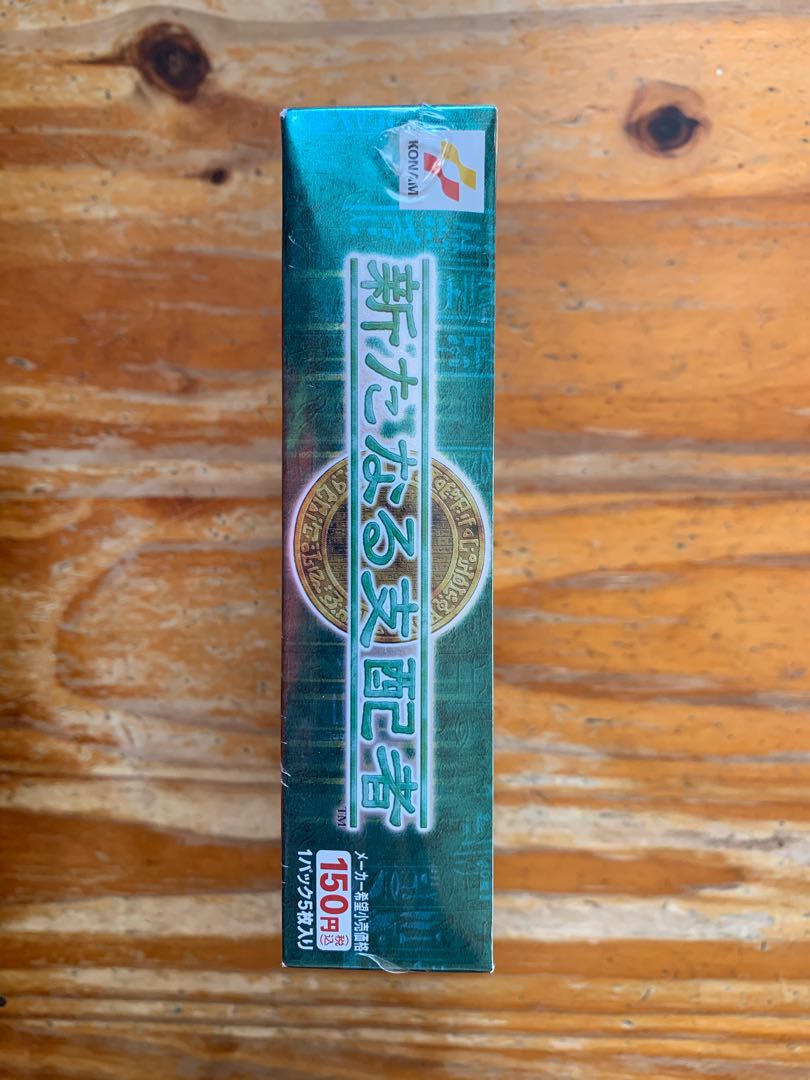 KONAMI
新たなる支配者
TM
メーカー希望小売価格
150円(税込)
1パック5枚入り